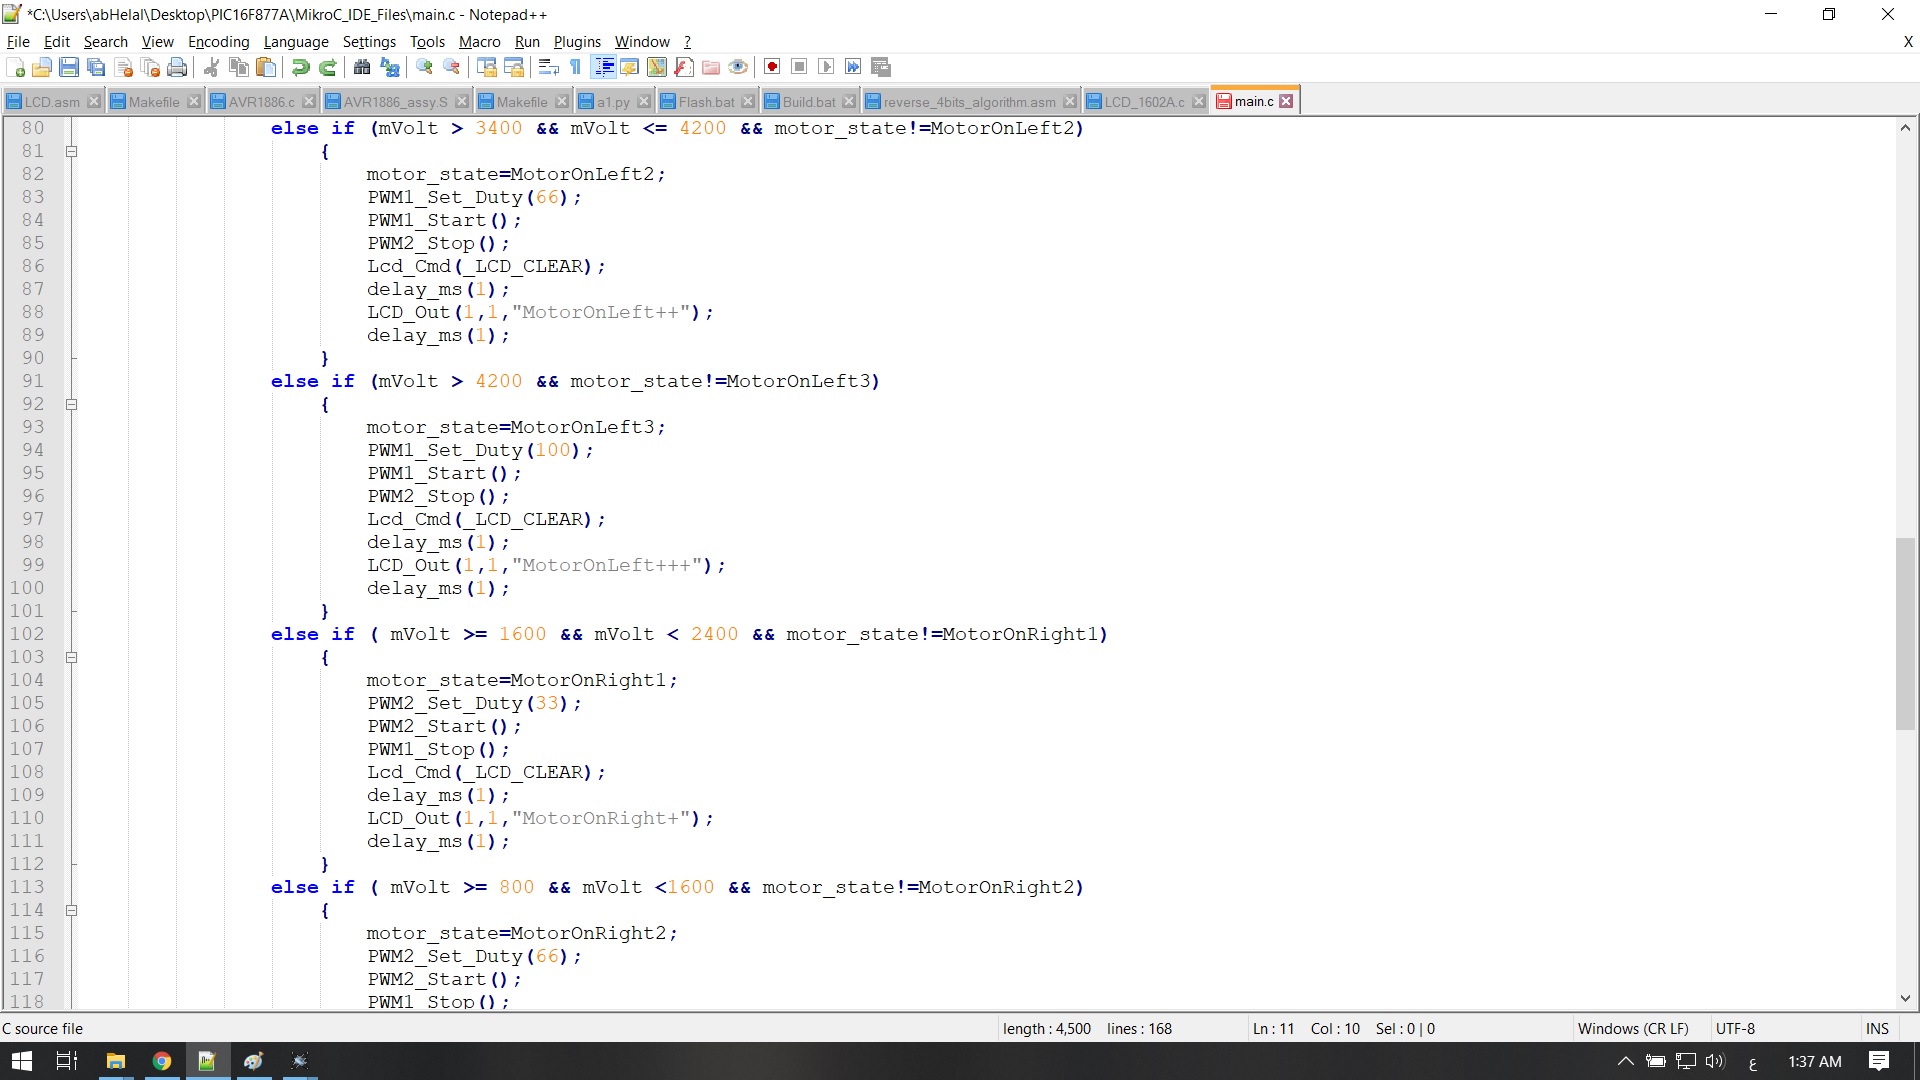 *C:\Users\abHelal\Desktop\PIC16F877A\MikroC_IDE_Files\main.c - Notepad++
File Edit Search View Encoding Language Settings Tools Macro Run Plugins Window ? X
LCD.asm Makefile AVR1886.c AVR1886_assy.S Makefile a1.py Flash.bat Build.bat reverse_4bits_algorithm.asm LCD_1602A.c main.c
80 else if (mVolt > 3400 && mVolt <= 4200 && motor_state!=MotorOnLeft2)
81 {
82 motor_state=MotorOnLeft2;
83 PWM1_Set_Duty(66);
84 PWM1_Start();
85 PWM2_Stop();
86 Lcd_Cmd(_LCD_CLEAR);
87 delay_ms(1);
88 LCD_Out(1,1,"MotorOnLeft++");
89 delay_ms(1);
90 }
91 else if (mVolt > 4200 && motor_state!=MotorOnLeft3)
92 {
93 motor_state=MotorOnLeft3;
94 PWM1_Set_Duty(100);
95 PWM1_Start();
96 PWM2_Stop();
97 Lcd_Cmd(_LCD_CLEAR);
98 delay_ms(1);
99 LCD_Out(1,1,"MotorOnLeft+++");
100 delay_ms(1);
101 }
102 else if ( mVolt >= 1600 && mVolt < 2400 && motor_state!=MotorOnRight1)
103 {
104 motor_state=MotorOnRight1;
105 PWM2_Set_Duty(33);
106 PWM2_Start();
107 PWM1_Stop();
108 Lcd_Cmd(_LCD_CLEAR);
109 delay_ms(1);
110 LCD_Out(1,1,"MotorOnRight+");
111 delay_ms(1);
112 }
113 else if ( mVolt >= 800 && mVolt <1600 && motor_state!=MotorOnRight2)
114 {
115 motor_state=MotorOnRight2;
116 PWM2_Set_Duty(66);
117 PWM2_Start();
118 PWM1_Stop();
C source file length : 4,500 lines : 168 Ln : 11 Col : 10 Sel : 0 | 0 Windows (CR LF) UTF-8 INS
ع 1:37 AM